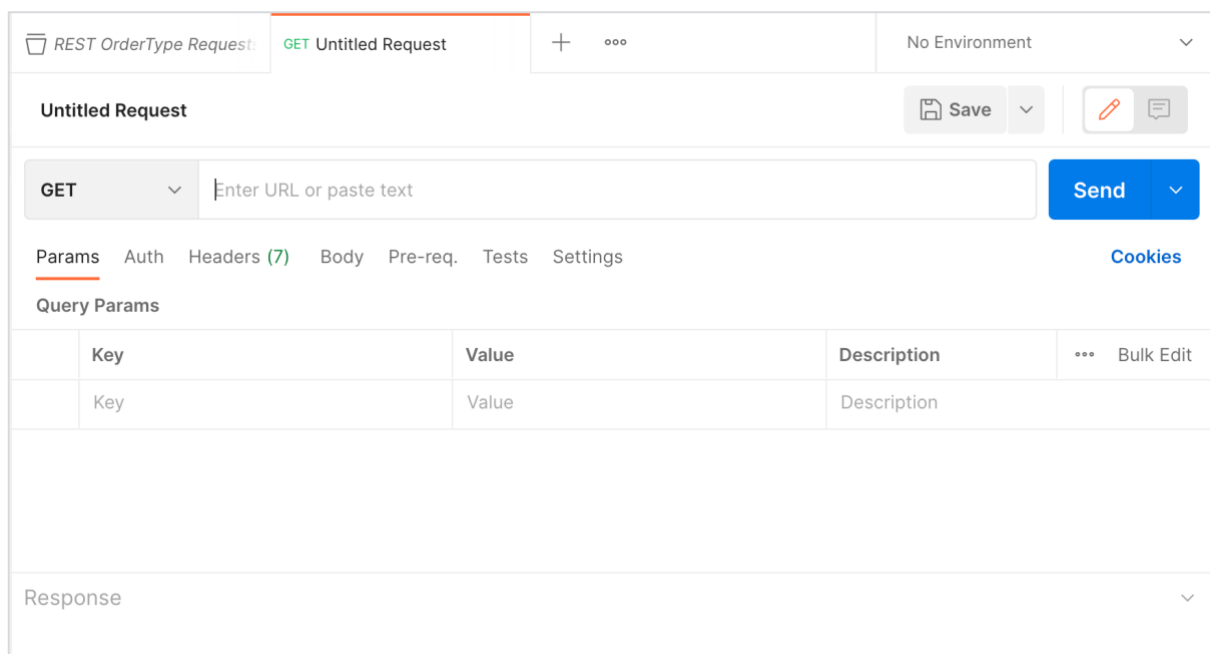 REST OrderType Request: GET Untitled Request No Environment
Untitled Request Save
GET Enter URL or paste text Send
Params Auth Headers (7) Body Pre-req. Tests Settings Cookies
Query Params
Key Value Description Bulk Edit
Key Value Description
Response